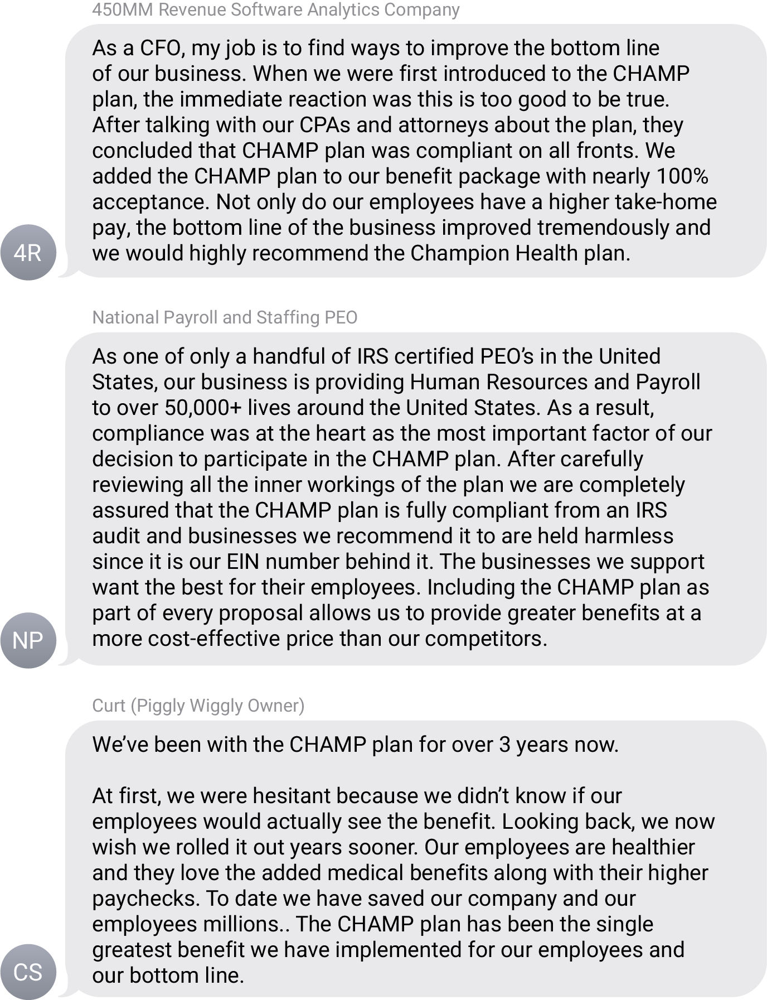 450MM Revenue Software Analytics Company
As a CFO, my job is to find ways to improve the bottom line
of our business. When we were first introduced to the CHAMP
plan, the immediate reaction was this is too good to be true.
After talking with our CPAs and attorneys about the plan, they
concluded that CHAMP plan was compliant on all fronts. We
added the CHAMP plan to our benefit package with nearly 100%
acceptance. Not only do our employees have a higher take-home
pay, the bottom line of the business improved tremendously and
we would highly recommend the Champion Health plan.
4R
National Payroll and Staffing PEO
As one of only a handful of IRS certified PEO’s in the United
States, our business is providing Human Resources and Payroll
to over 50,000+ lives around the United States. As a result,
compliance was at the heart as the most important factor of our
decision to participate in the CHAMP plan. After carefully
reviewing all the inner workings of the plan we are completely
assured that the CHAMP plan is fully compliant from an IRS
audit and businesses we recommend it to are held harmless
since it is our EIN number behind it. The businesses we support
want the best for their employees. Including the CHAMP plan as
part of every proposal allows us to provide greater benefits at a
more cost-effective price than our competitors.
NP
Curt (Piggly Wiggly Owner)
We’ve been with the CHAMP plan for over 3 years now.
At first, we were hesitant because we didn’t know if our
employees would actually see the benefit. Looking back, we now
wish we rolled it out years sooner. Our employees are healthier
and they love the added medical benefits along with their higher
paychecks. To date we have saved our company and our
employees millions.. The CHAMP plan has been the single
greatest benefit we have implemented for our employees and
our bottom line.
CS